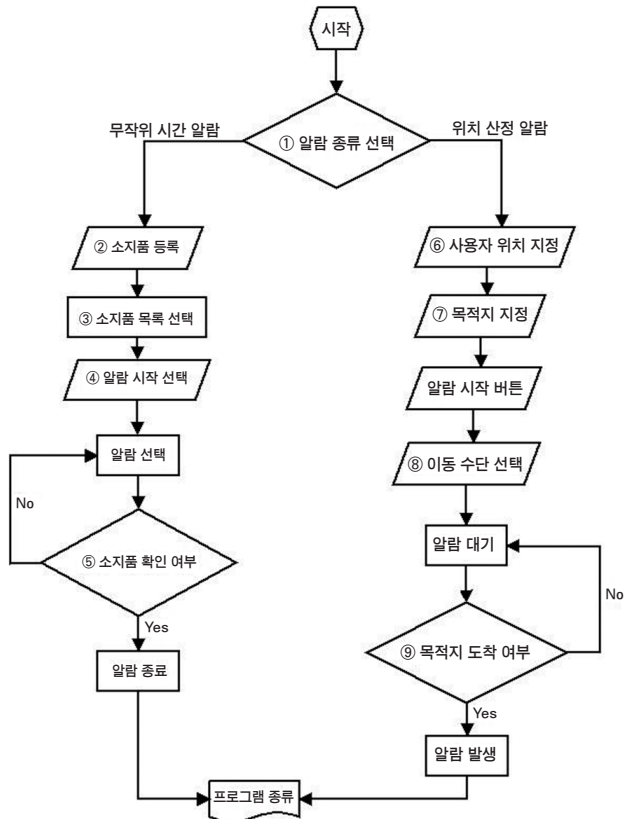 시작
무작위 시간 알람
① 알람 종류 선택
위치 산정 알람
② 소지품 등록
③ 소지품 목록 선택
④ 알람 시작 선택
알람 선택
No
⑤ 소지품 확인 여부
Yes
알람 종료
⑥ 사용자 위치 지정
⑦ 목적지 지정
알람 시작 버튼
⑧ 이동 수단 선택
알람 대기
No
⑨ 목적지 도착 여부
Yes
알람 발생
프로그램 종류